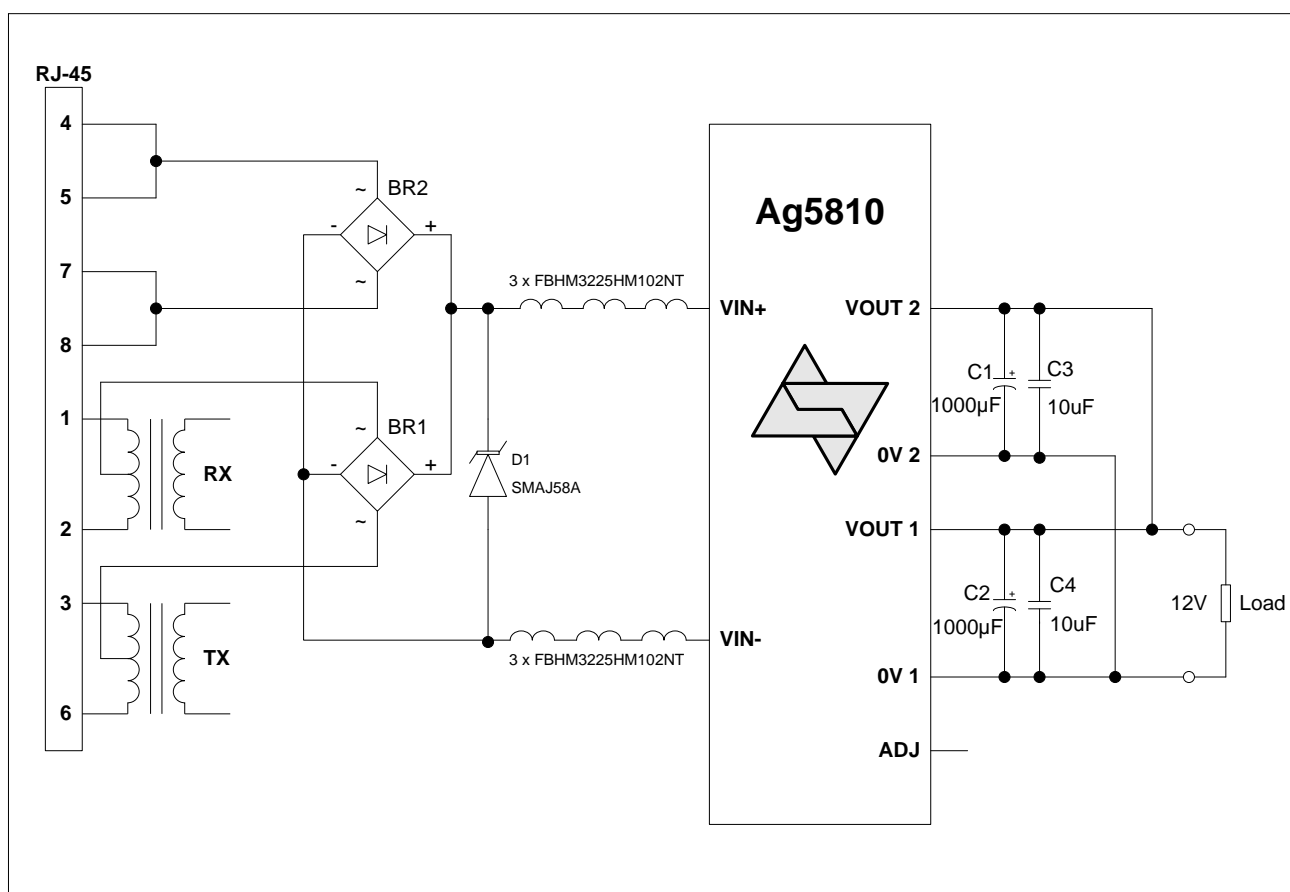 RJ-45
4
5
7
8
1
2
3
6
RX
TX
~
BR2
-
+
~
~
BR1
-
+
~
3 x FBHM3225HM102NT
D1
SMAJ58A
3 x FBHM3225HM102NT
Ag5810
VIN+
VIN-
VOUT 2
0V 2
VOUT 1
0V 1
ADJ
C1
+
1000µF
C3
10uF
C2
+
1000µF
C4
10uF
12V
Load